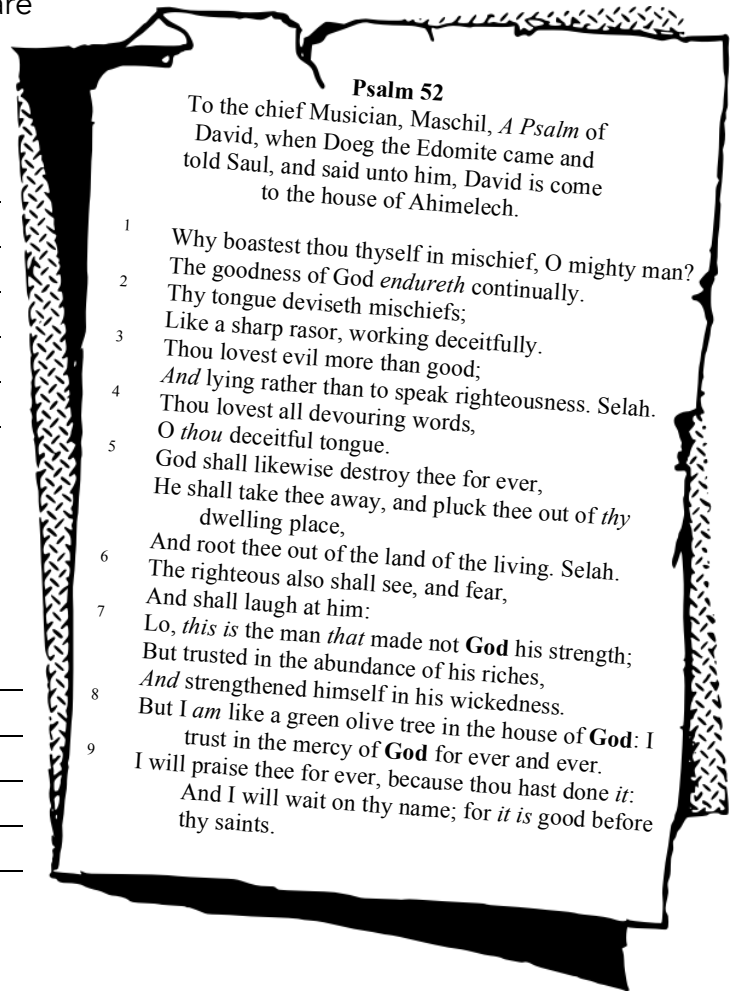 are
Psalm 52
To the chief Musician, Maschil, A Psalm of
David, when Doeg the Edomite came and
told Saul, and said unto him, David is come
to the house of Ahimelech.
1 Why boastest thou thyself in mischief, O mighty man?
The goodness of God endureth continually.
2 Thy tongue deviseth mischiefs;
Like a sharp rasor, working deceitfully.
3 Thou lovest evil more than good;
And lying rather than to speak righteousness. Selah.
4 Thou lovest all devouring words,
O thou deceitful tongue.
5 God shall likewise destroy thee for ever,
He shall take thee away, and pluck thee out of thy
dwelling place,
And root thee out of the land of the living. Selah.
6 The righteous also shall see, and fear,
And shall laugh at him:
7 Lo, this is the man that made not God his strength;
But trusted in the abundance of his riches,
And strengthened himself in his wickedness.
8 But I am like a green olive tree in the house of God: I
trust in the mercy of God for ever and ever.
9 I will praise thee for ever, because thou hast done it:
And I will wait on thy name; for it is good before
thy saints.